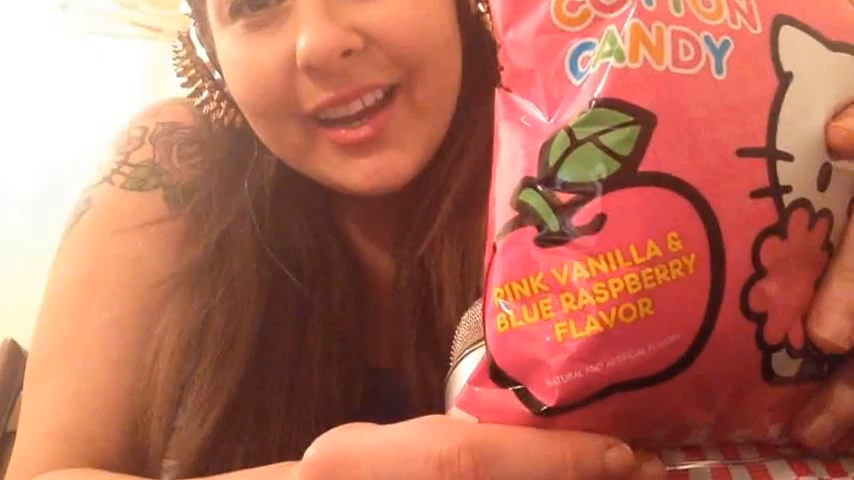 COTTON
CANDY
PINK VANILLA &
BLUE RASPBERRY
FLAVOR
NATURAL AND ARTIFICIAL FLAVORS